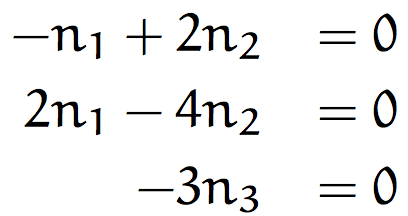 −n₁ + 2n₂ = 0
2n₁ − 4n₂ = 0
−3n₃ = 0